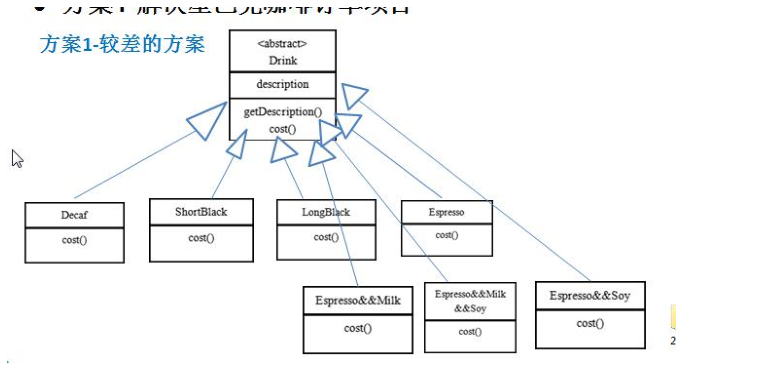 方案1-较差的方案
<abstract>
Drink
description
getDescription()
cost()
Decaf
cost()
ShortBlack
cost()
LongBlack
cost()
Espresso
cost()
Espresso&&Milk
cost()
Espresso&&Milk
&&Soy
cost()
Espresso&&Soy
cost()
2